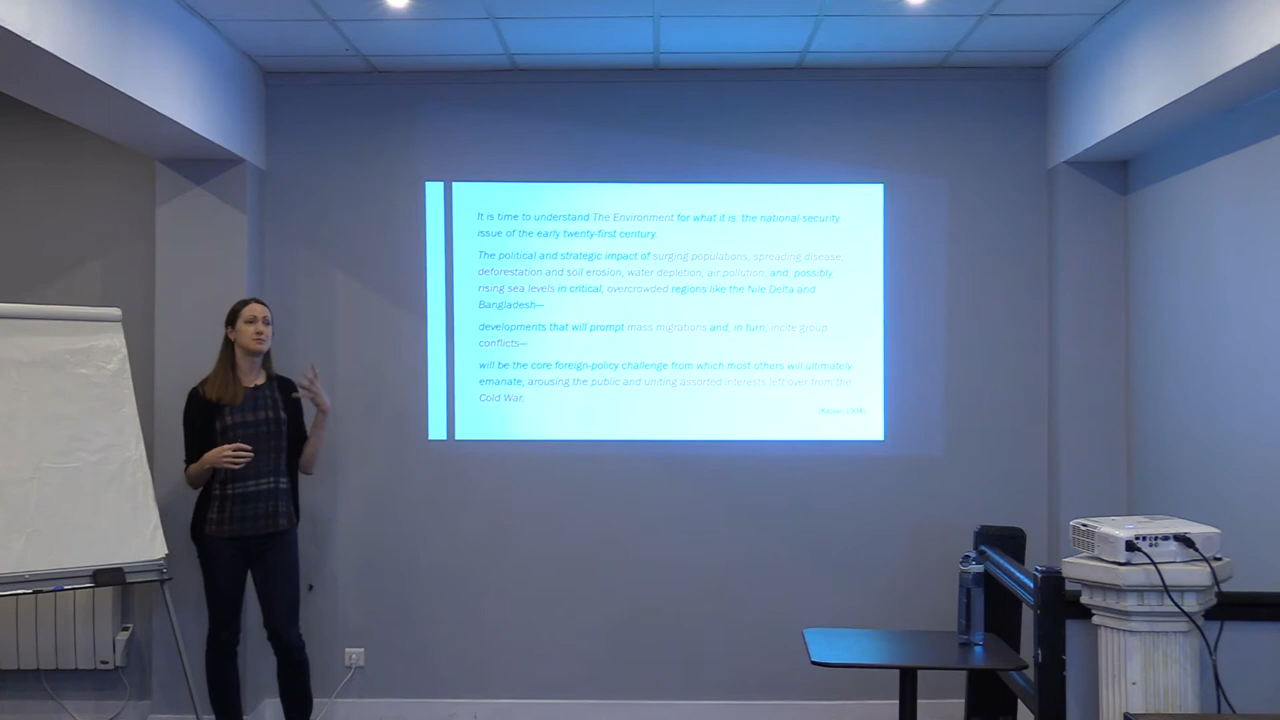 It is time to understand The Environment for what it is: the national-security
issue of the early twenty-first century.
The political and strategic impact of surging populations, spreading disease,
deforestation and soil erosion, water depletion, air pollution, and, possibly,
rising sea levels in critical, overcrowded regions like the Nile Delta and
Bangladesh—
developments that will prompt mass migrations and, in turn, incite group
conflicts—
will be the core foreign-policy challenge from which most others will ultimately
emanate, arousing the public and uniting assorted interests left over from the
Cold War.
(Kaplan, 1994)